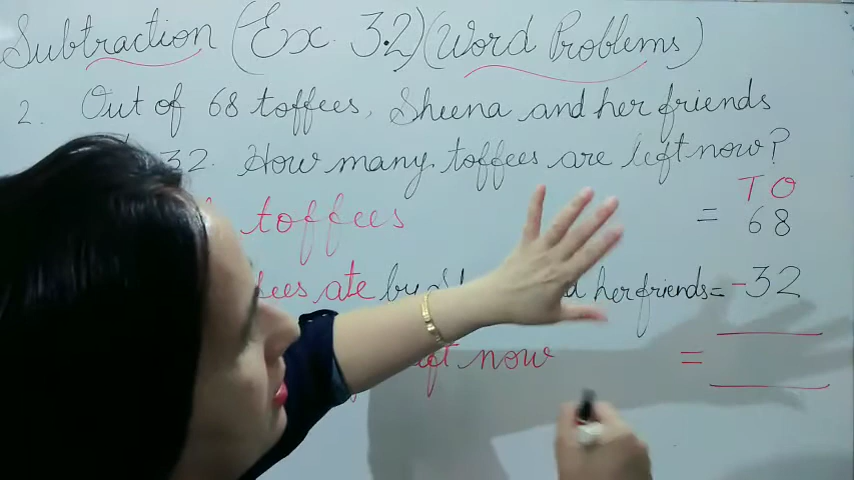 Subtraction (Ex. 3.2) (Word Problems)
2. Out of 68 toffees, Sheena and her friends
32. How many toffees are left now?
T O
toffees = 68
ate by and her friends = -32
left now =